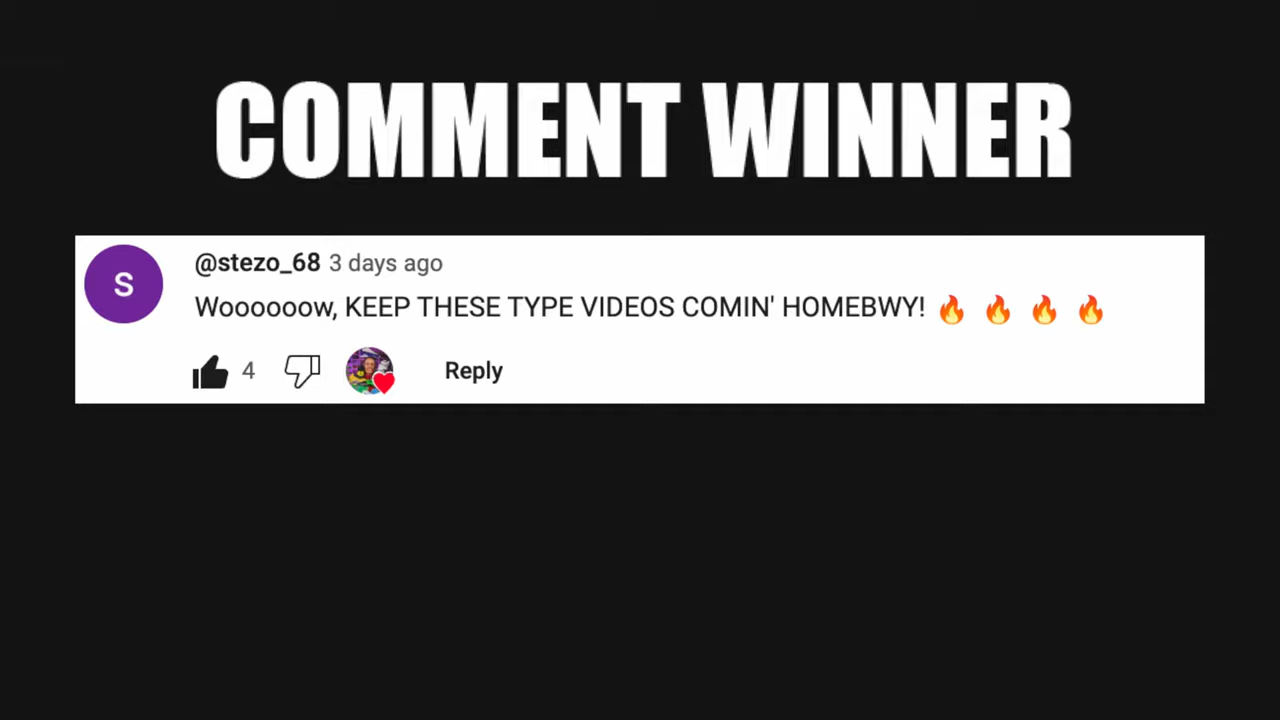 COMMENT WINNER
S
@stezo_68 3 days ago
Woooooow, KEEP THESE TYPE VIDEOS COMIN' HOMEBWY! 🔥 🔥 🔥 🔥
4 Reply